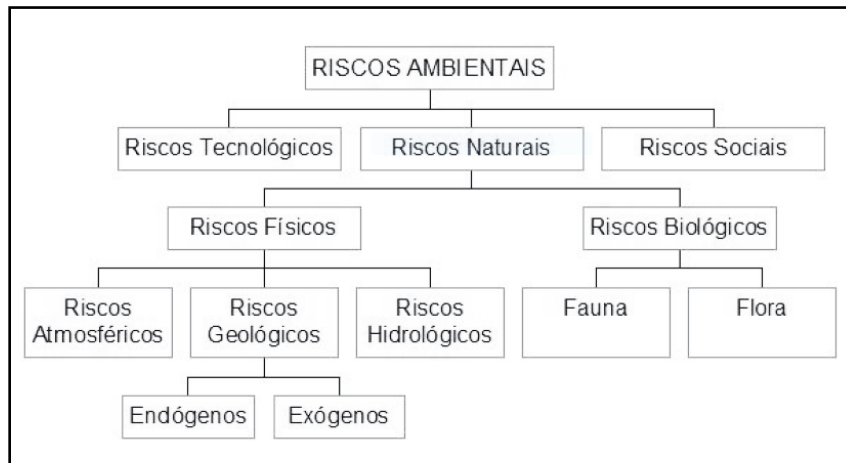 RISCOS AMBIENTAIS
Riscos Tecnológicos
Riscos Naturais
Riscos Sociais
Riscos Físicos
Riscos Biológicos
Riscos
Atmosféricos
Riscos
Geológicos
Riscos
Hidrológicos
Fauna
Flora
Endógenos
Exógenos